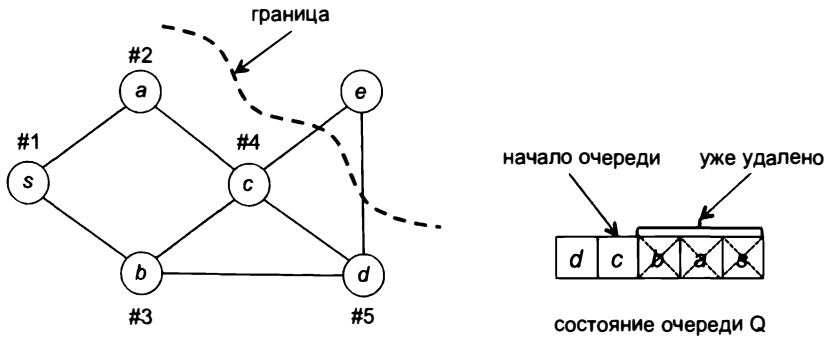 граница
#2
a
e
#1
#4
s
c
начало очереди
уже удалено
b
d
#3
#5
d c b a s
состояние очереди Q